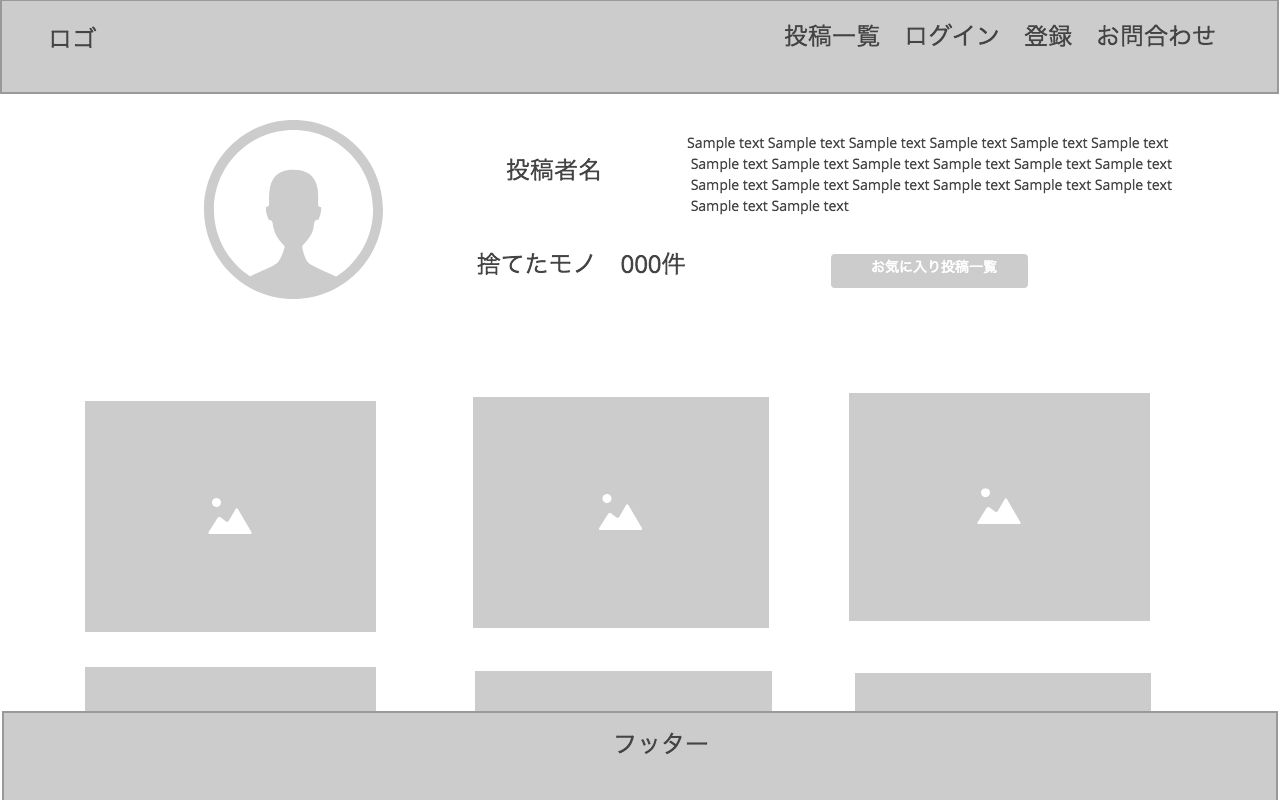 ロゴ
投稿一覧 ログイン 登録 お問合わせ
投稿者名
Sample text Sample text Sample text Sample text Sample text Sample text
Sample text Sample text Sample text Sample text Sample text Sample text
Sample text Sample text Sample text Sample text Sample text Sample text
Sample text Sample text
捨てたモノ 000件
お気に入り投稿一覧
フッター